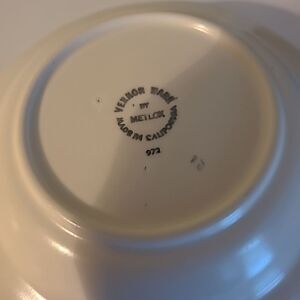 VERNON WARE
BY
METLOX
MADE IN CALIFORNIA
972